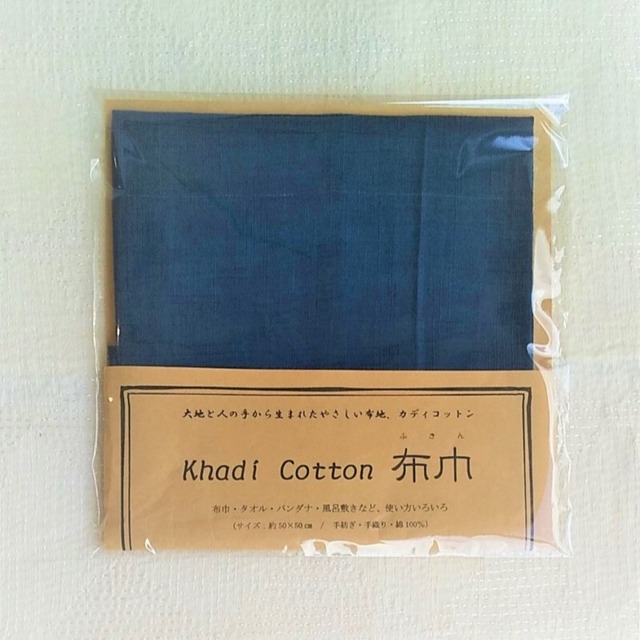 大地と人の手から生まれたやさしい布地、カディコットン
ふきん
Khadi Cotton 布巾
布巾・タオル・バンダナ・風呂敷きなど、使い方いろいろ
(サイズ：約50×50㎝ / 手紡ぎ・手織り・綿100%)